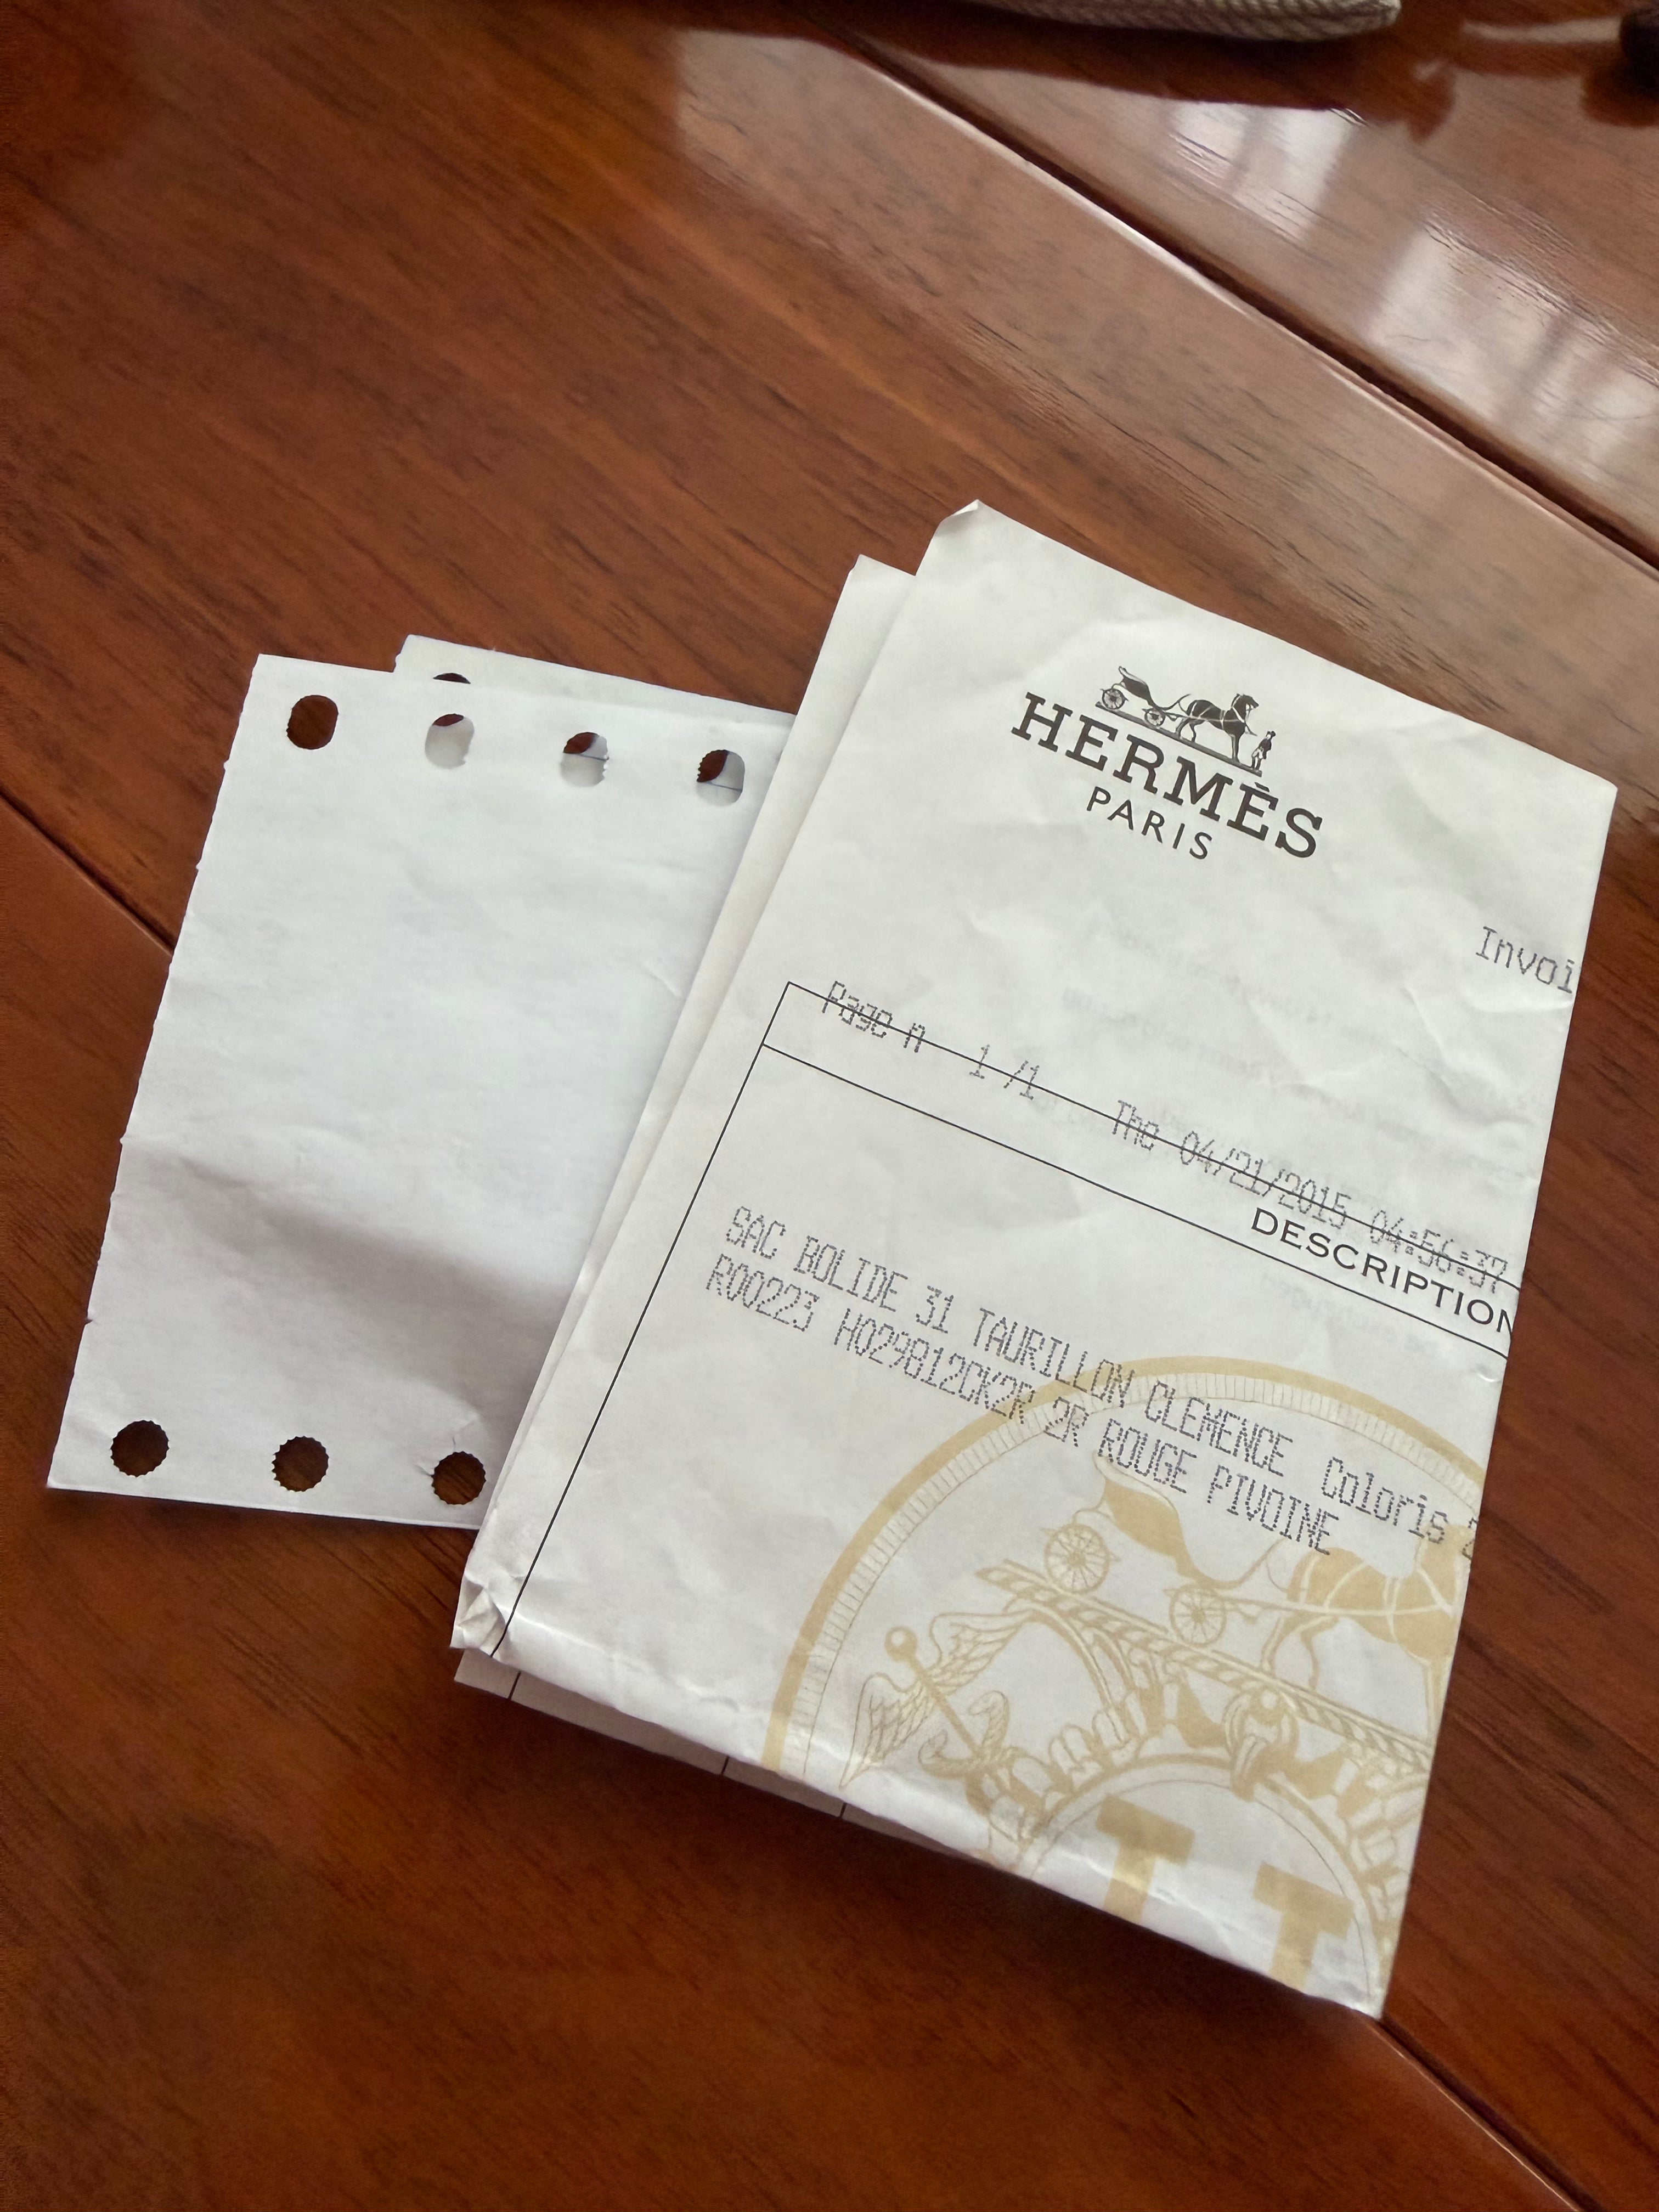 HERMÈS
PARIS
Invoi
Page A 1 /1 The 04/21/2015 04:56:37
DESCRIPTION
SAC BOLIDE 31 TAURILLON CLEMENCE Coloris 2
R00223 H029812CK2R 2R ROUGE PIVOINE